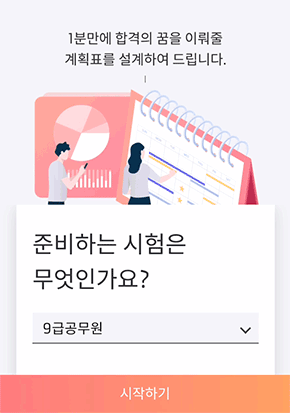 1분만에 합격의 꿈을 이뤄줄
계획표를 설계하여 드립니다.
준비하는 시험은
무엇인가요?
9급공무원
시작하기